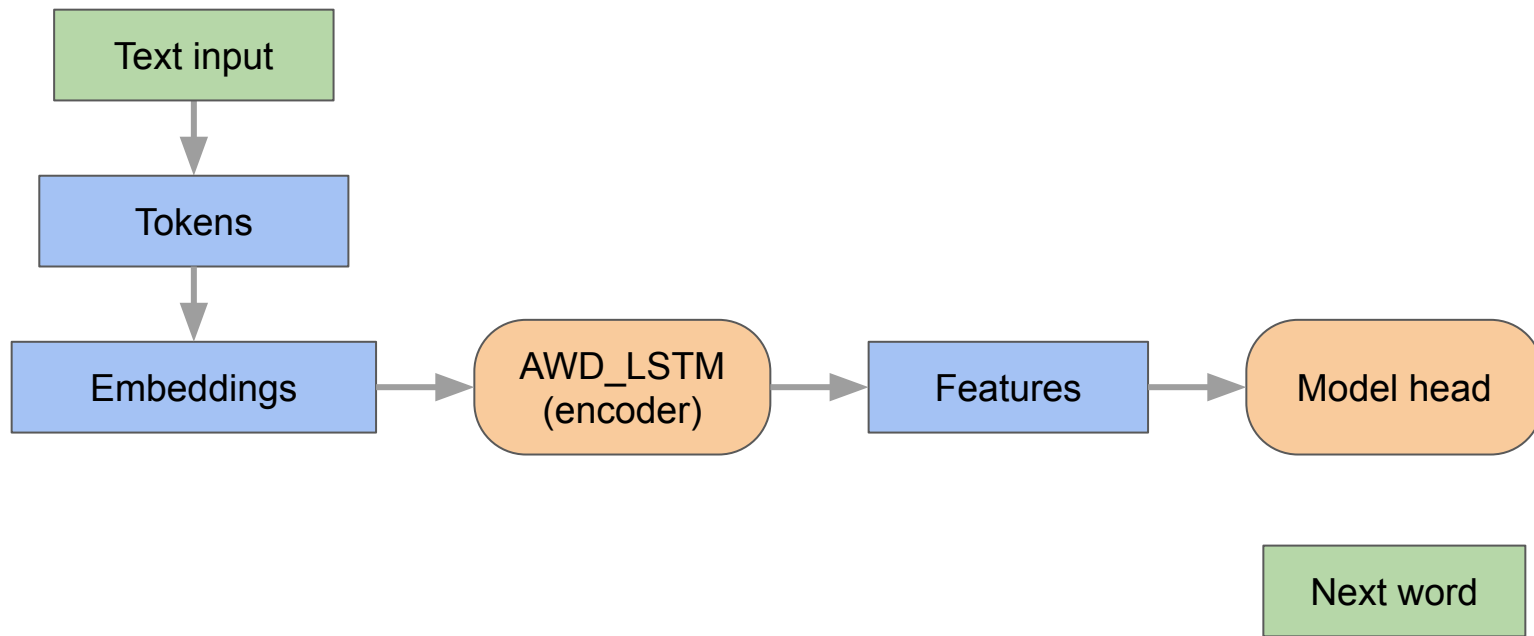 Text input
Tokens
Embeddings
AWD_LSTM
(encoder)
Features
Model head
Next word